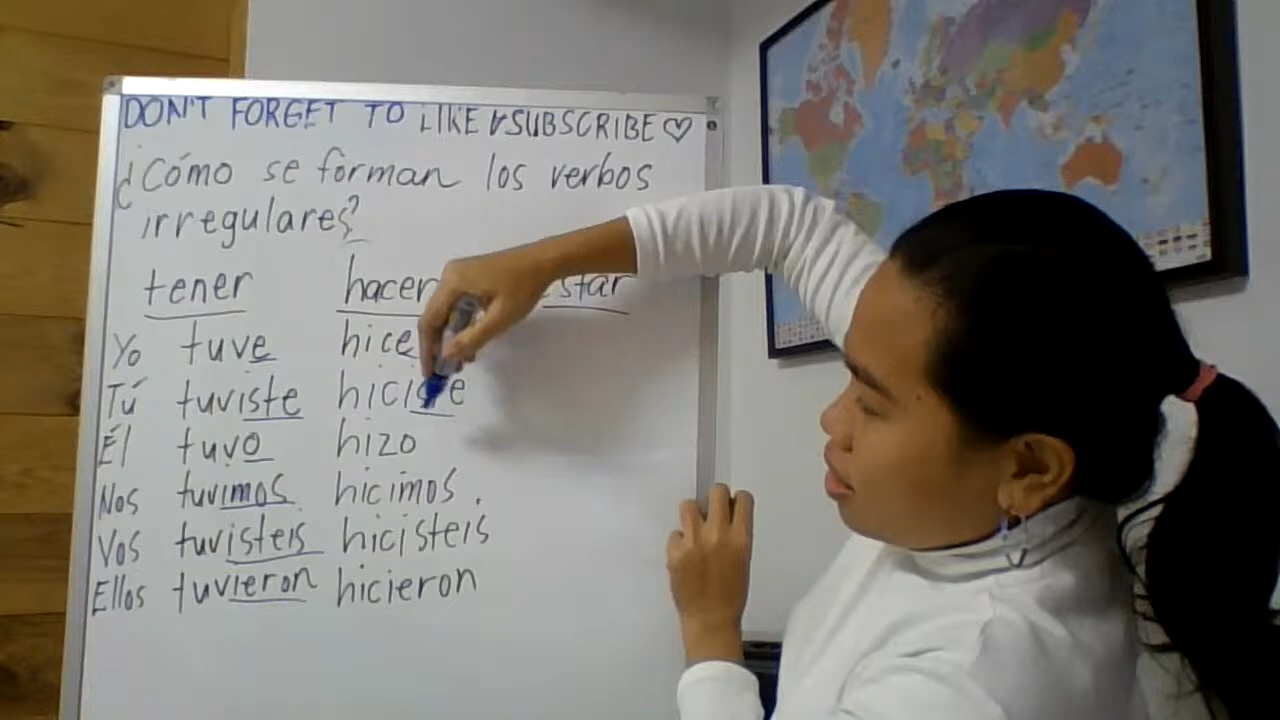 DON'T FORGET TO LIKE & SUBSCRIBE ♡
¿Cómo se forman los verbos
irregulares?
tener hacer estar
Yo tuve hice
Tú tuviste hiciste
Él tuvo hizo
Nos tuvimos hicimos.
Vos tuvisteis hicisteis
Ellos tuvieron hicieron